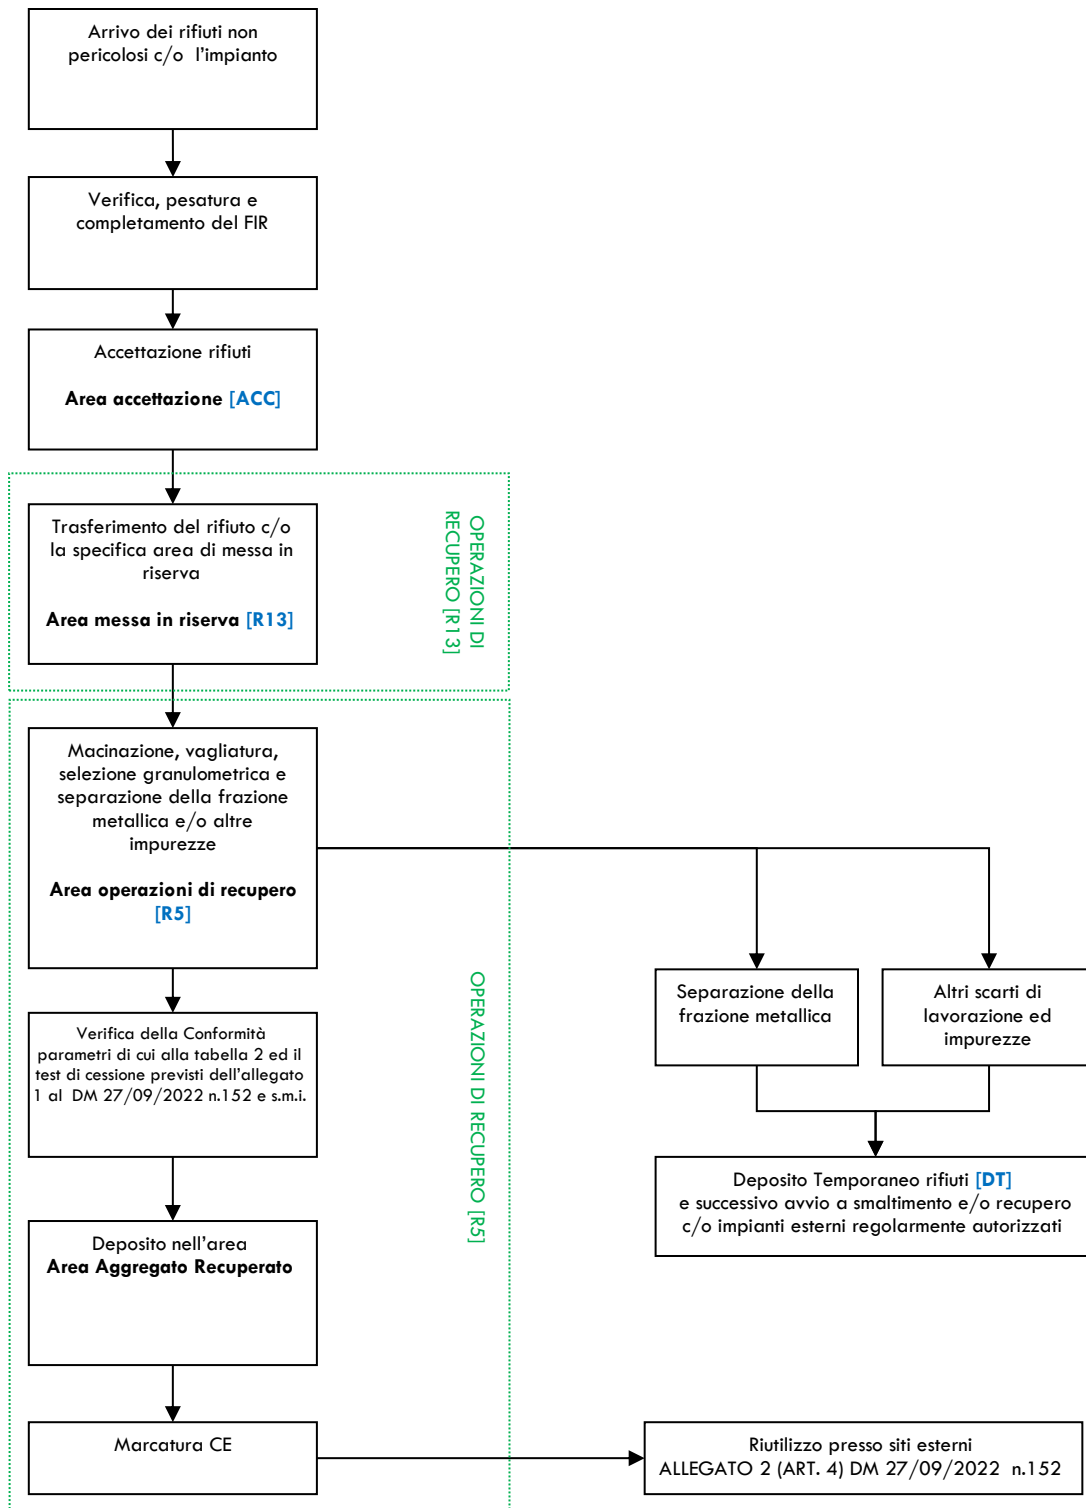 Arrivo dei rifiuti non
pericolosi c/o l'impianto
Verifica, pesatura e
completamento del FIR
Accettazione rifiuti
Area accettazione [ACC]
Trasferimento del rifiuto c/o
la specifica area di messa in
riserva
Area messa in riserva [R13]
OPERAZIONI DI
RECUPERO [R13]
Macinazione, vagliatura,
selezione granulometrica e
separazione della frazione
metallica e/o altre
impurezze
Area operazioni di recupero
[R5]
OPERAZIONI DI RECUPERO [R5]
Separazione della
frazione metallica
Altri scarti di
lavorazione ed
impurezze
Verifica della Conformità
parametri di cui alla tabella 2 ed il
test di cessione previsti dell'allegato
1 al DM 27/09/2022 n.152 e s.m.i.
Deposito Temporaneo rifiuti [DT]
e successivo avvio a smaltimento e/o recupero
c/o impianti esterni regolarmente autorizzati
Deposito nell'area
Area Aggregato Recuperato
Marcatura CE
Riutilizzo presso siti esterni
ALLEGATO 2 (ART. 4) DM 27/09/2022 n.152